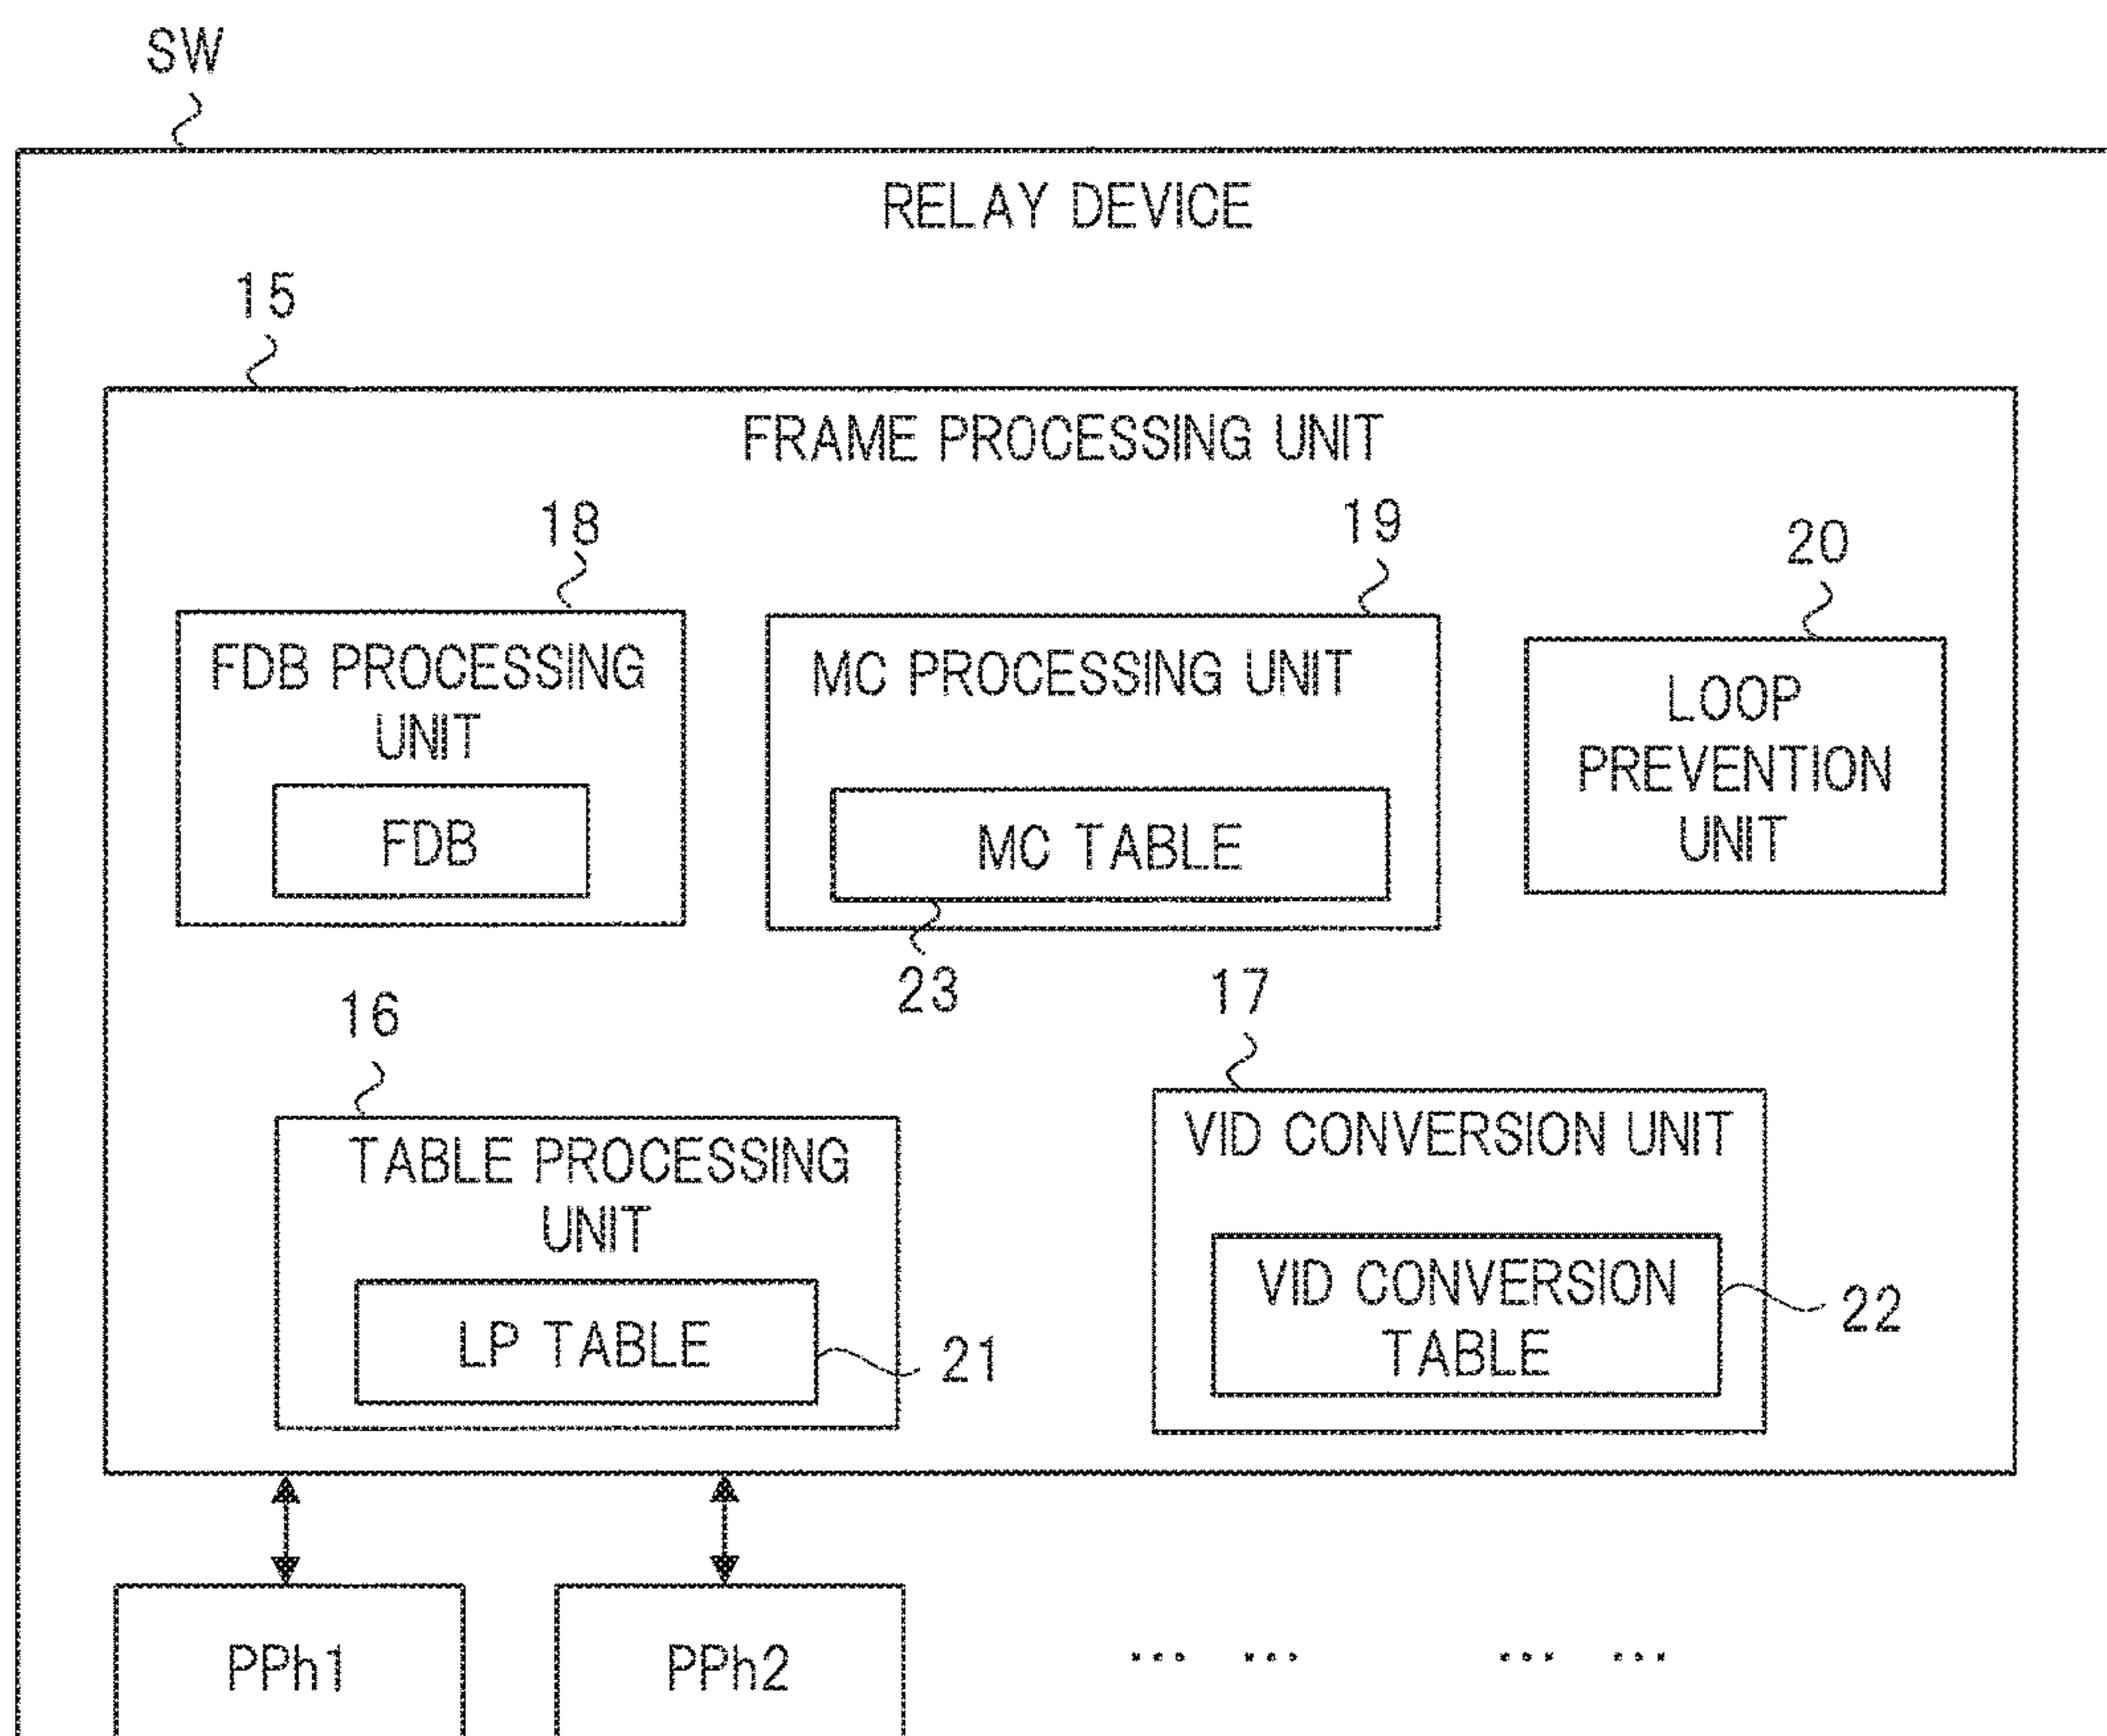 SW
RELAY DEVICE
15
FRAME PROCESSING UNIT
18
19
20
FDB PROCESSING
UNIT
FDB
MC PROCESSING UNIT
MC TABLE
23
LOOP
PREVENTION
UNIT
16
17
TABLE PROCESSING
UNIT
LP TABLE
21
VID CONVERSION UNIT
VID CONVERSION
TABLE
22
PPh1
PPh2
... ... ... ...